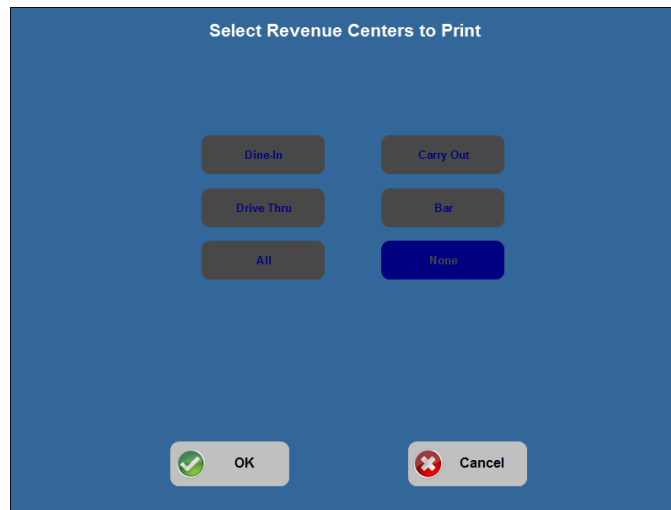 Select Revenue Centers to Print
Dine-In
Carry Out
Drive Thru
Bar
All
None
OK
Cancel